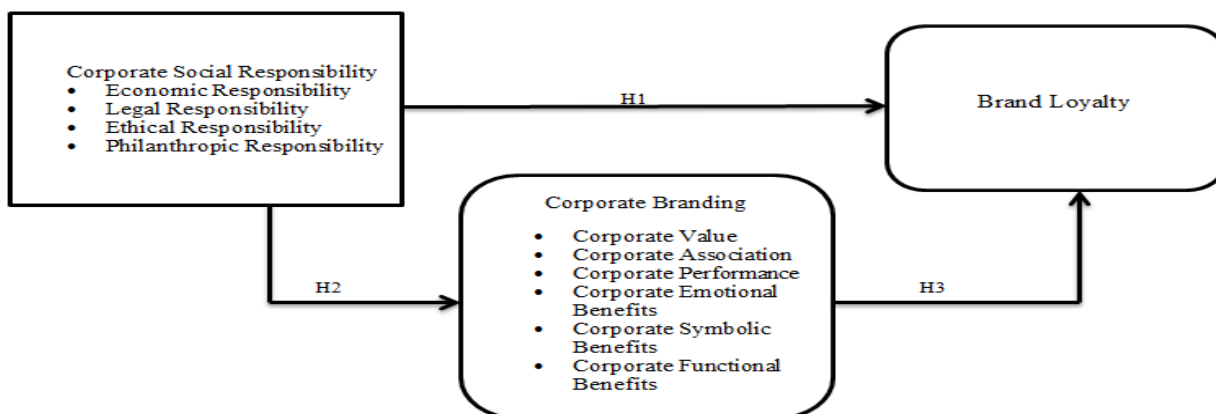 Corporate Social Responsibility
• Economic Responsibility
• Legal Responsibility
• Ethical Responsibility
• Philanthropic Responsibility
H1
Brand Loyalty
Corporate Branding
• Corporate Value
• Corporate Association
• Corporate Performance
• Corporate Emotional
Benefits
• Corporate Symbolic
Benefits
• Corporate Functional
Benefits
H2
H3